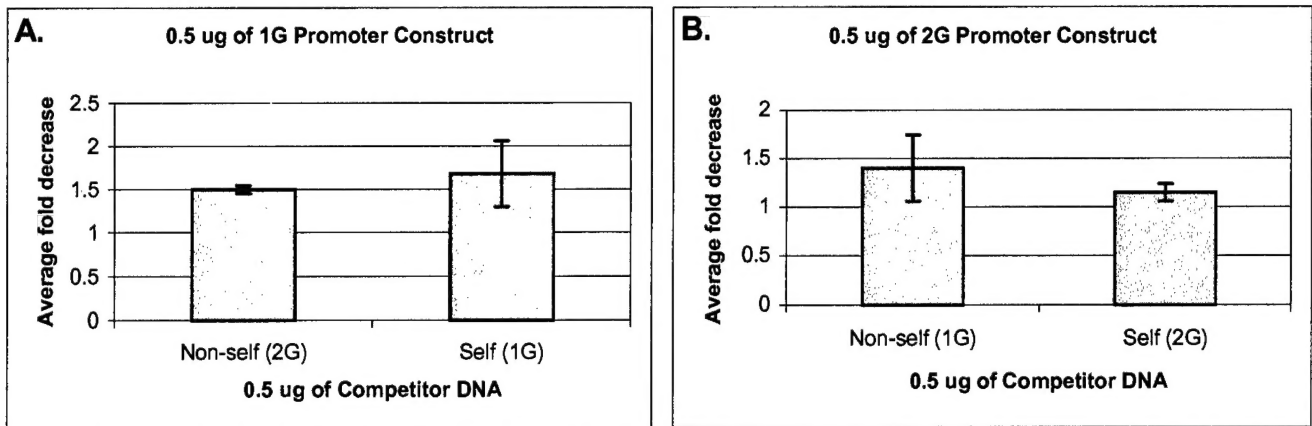 A.
0.5 ug of 1G Promoter Construct
Average fold decrease
2.5
2
1.5
1
0.5
0
Non-self (2G)
Self (1G)
0.5 ug of Competitor DNA
B.
0.5 ug of 2G Promoter Construct
Average fold decrease
2
1.5
1
0.5
0
Non-self (1G)
Self (2G)
0.5 ug of Competitor DNA